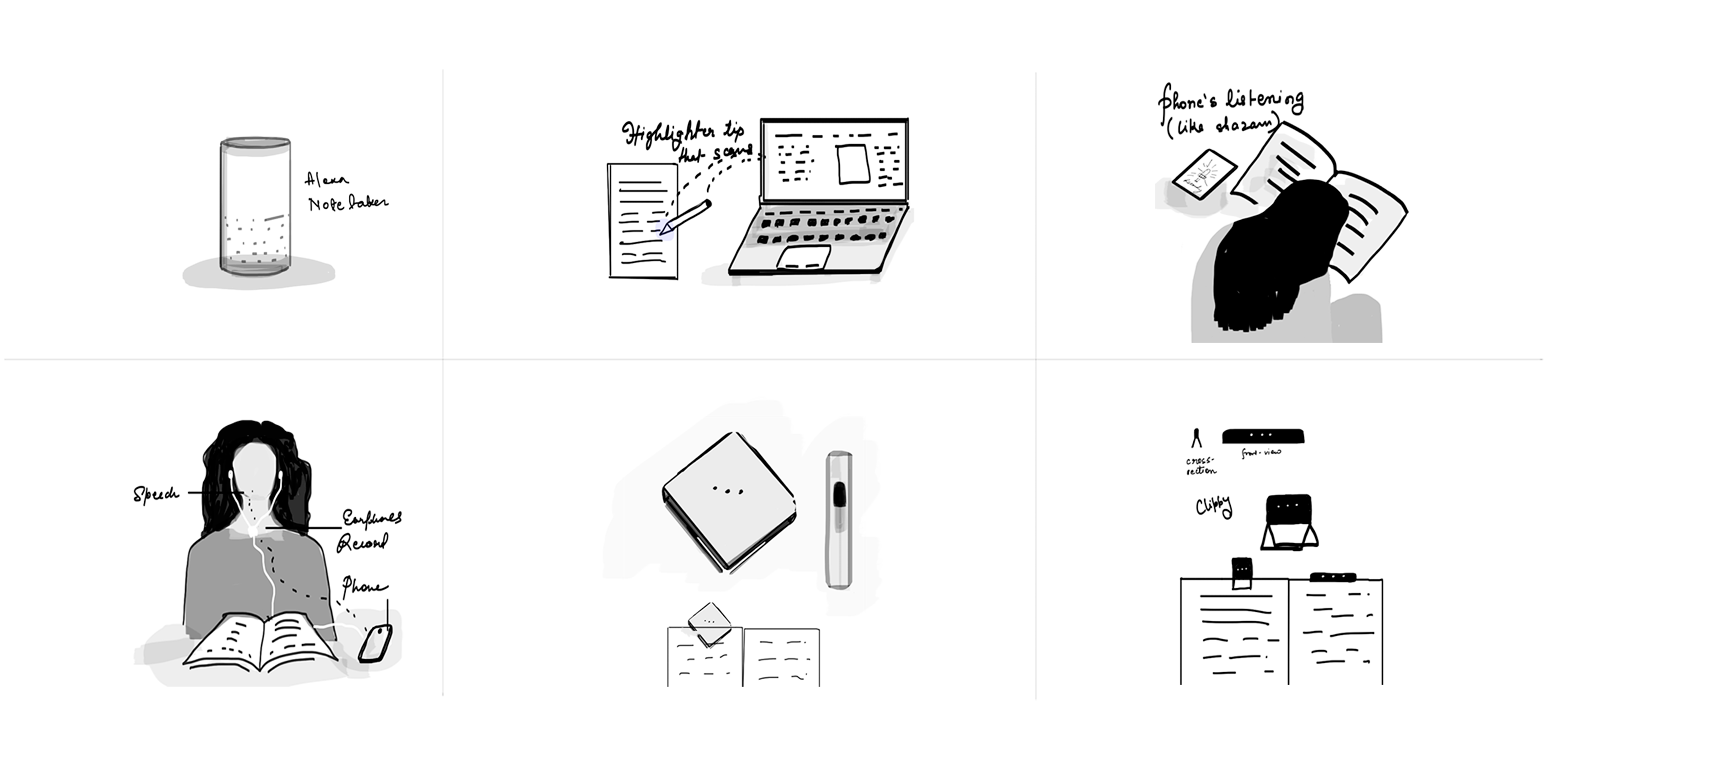 Alexa
Note taker
Highlighter tip
that scans
Phone's listening
(like shazam)
Speech
Earphones
Record
Phone
cross-
section
front-view
Clippy